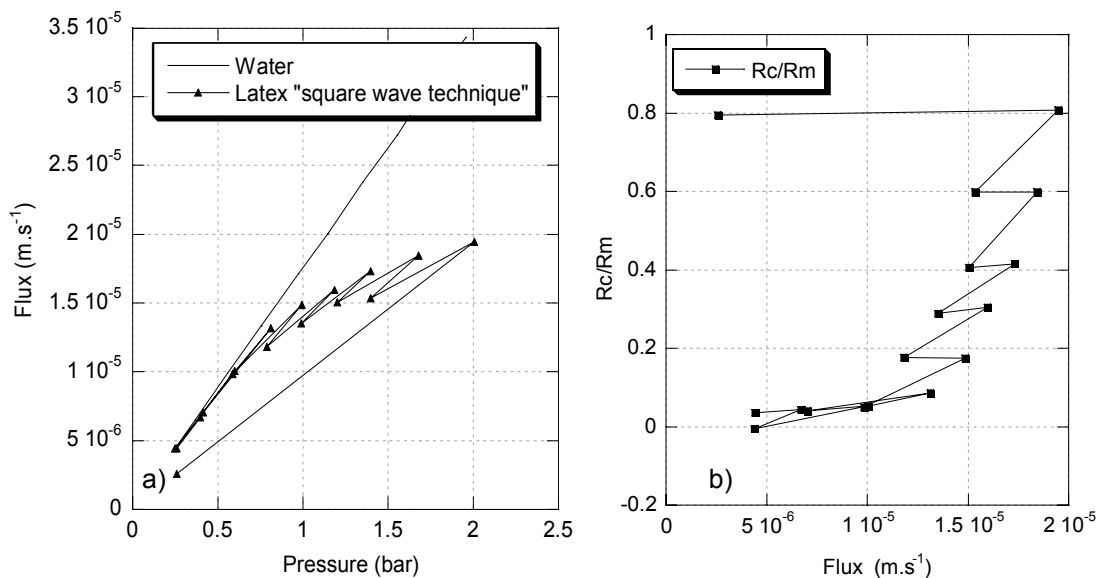 3.5 10⁻⁵
3 10⁻⁵
2.5 10⁻⁵
2 10⁻⁵
1.5 10⁻⁵
1 10⁻⁵
5 10⁻⁶
0
Flux (m.s⁻¹)
Water
Latex "square wave technique"
a)
0 0.5 1 1.5 2 2.5
Pressure (bar)
1
0.8
0.6
0.4
0.2
0
-0.2
Rc/Rm
Rc/Rm
b)
0 5 10⁻⁶ 1 10⁻⁵ 1.5 10⁻⁵ 2 10⁻⁵
Flux (m.s⁻¹)